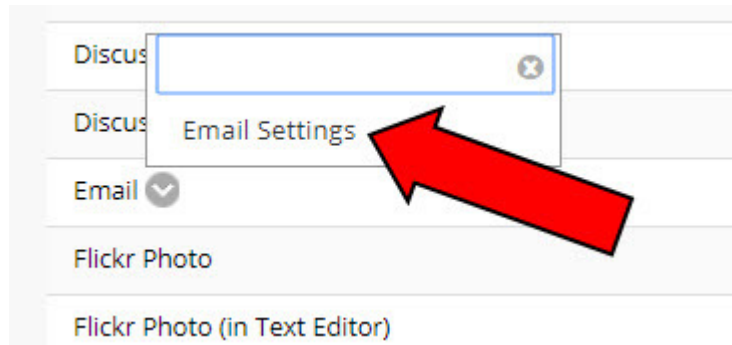 Discus
Discus
Email Settings
Email
Flickr Photo
Flickr Photo (in Text Editor)